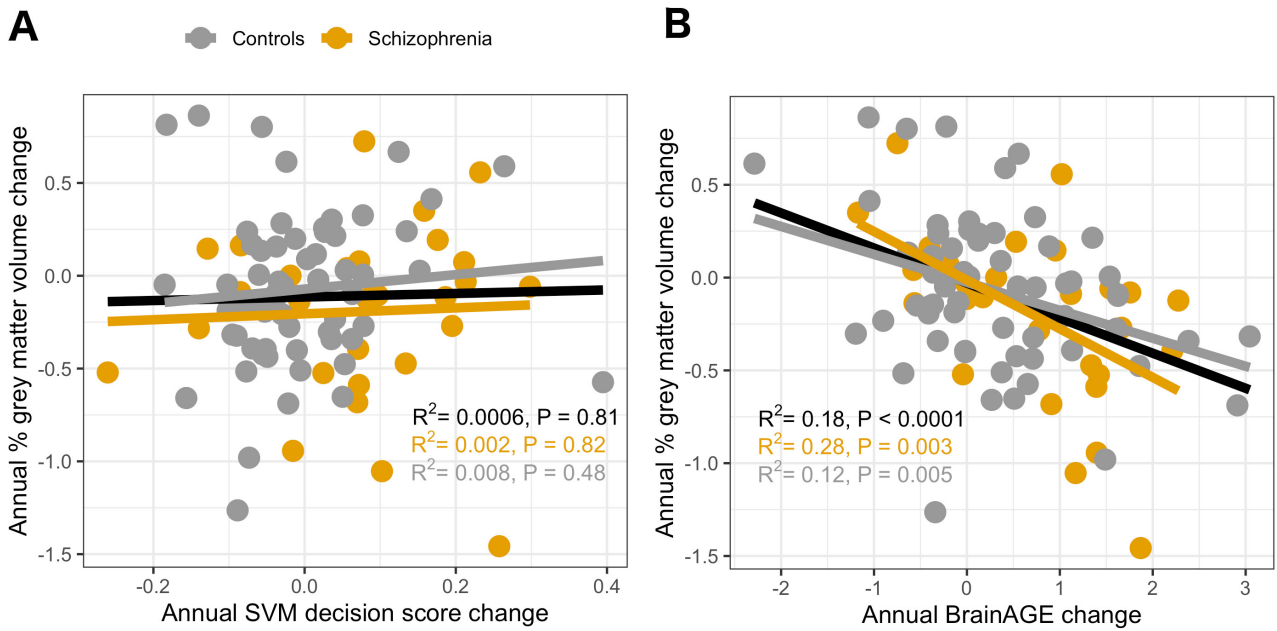 A
Controls
Schizophrenia
Annual % grey matter volume change
0.5
0.0
-0.5
-1.0
-1.5
R²= 0.0006, P = 0.81
R²= 0.002, P = 0.82
R²= 0.008, P = 0.48
-0.2
0.0
0.2
0.4
Annual SVM decision score change
B
Annual % grey matter volume change
0.5
0.0
-0.5
-1.0
-1.5
R²= 0.18, P < 0.0001
R²= 0.28, P = 0.003
R²= 0.12, P = 0.005
-2
-1
0
1
2
3
Annual BrainAGE change